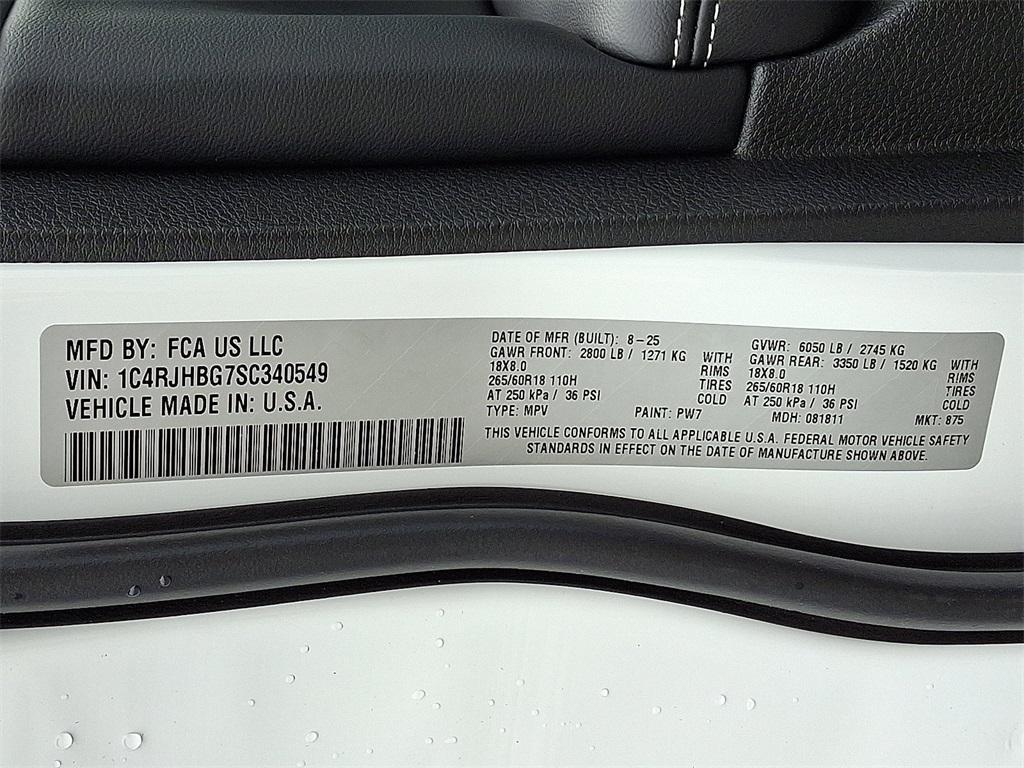 MFD BY: FCA US LLC
VIN: 1C4RJHBG7SC340549
VEHICLE MADE IN: U.S.A.
DATE OF MFR (BUILT): 8-25
GAWR FRONT: 2800 LB / 1271 KG WITH
18X8.0 RIMS
265/60R18 110H TIRES
AT 250 kPa / 36 PSI COLD
TYPE: MPV PAINT: PW7
GVWR: 6050 LB / 2745 KG
GAWR REAR: 3350 LB / 1520 KG WITH
18X8.0 RIMS
265/60R18 110H TIRES
AT 250 kPa / 36 PSI COLD
MDH: 081811 MKT: 875
THIS VEHICLE CONFORMS TO ALL APPLICABLE U.S.A. FEDERAL MOTOR VEHICLE SAFETY
STANDARDS IN EFFECT ON THE DATE OF MANUFACTURE SHOWN ABOVE.